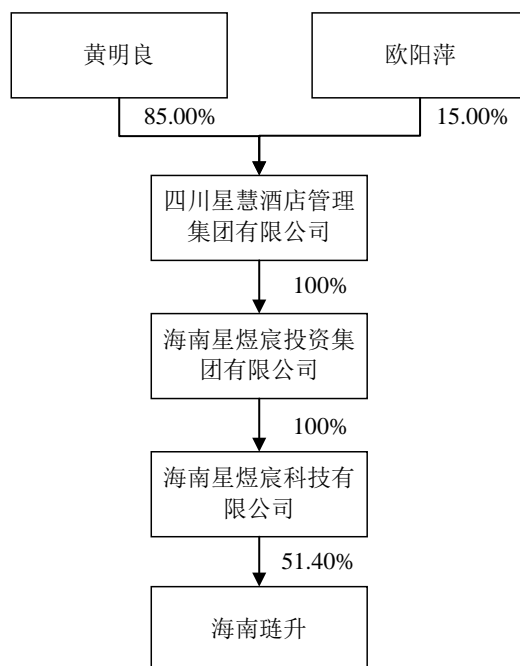 黄明良
欧阳萍
85.00%
15.00%
四川星慧酒店管理
集团有限公司
100%
海南星煜宸投资集
团有限公司
100%
海南星煜宸科技有
限公司
51.40%
海南琏升